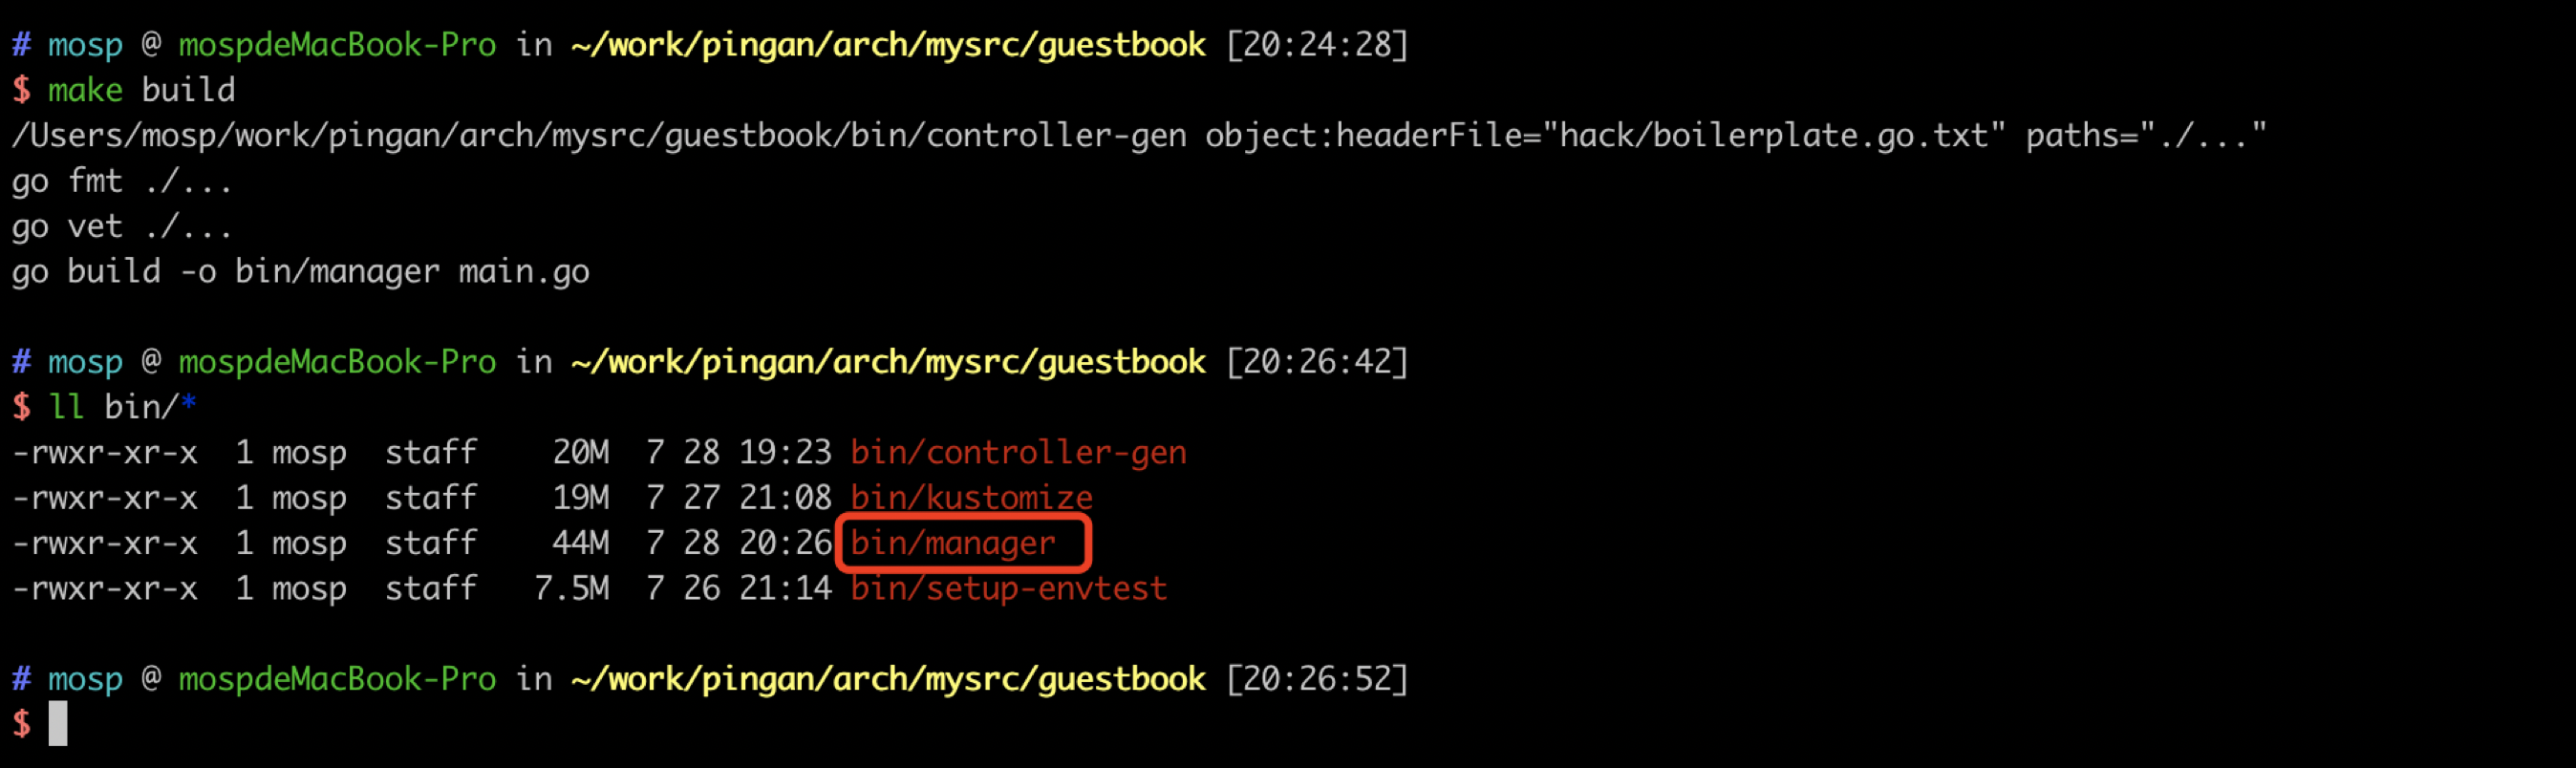 # mosp @ mospdeMacBook-Pro in ~/work/pingan/arch/mysrc/guestbook [20:24:28]
$ make build
/Users/mosp/work/pingan/arch/mysrc/guestbook/bin/controller-gen object:headerFile="hack/boilerplate.go.txt" paths="./..."
go fmt ./...
go vet ./...
go build -o bin/manager main.go
# mosp @ mospdeMacBook-Pro in ~/work/pingan/arch/mysrc/guestbook [20:26:42]
$ ll bin/*
-rwxr-xr-x  1 mosp  staff    20M  7 28 19:23 bin/controller-gen
-rwxr-xr-x  1 mosp  staff    19M  7 27 21:08 bin/kustomize
-rwxr-xr-x  1 mosp  staff    44M  7 28 20:26 bin/manager
-rwxr-xr-x  1 mosp  staff   7.5M  7 26 21:14 bin/setup-envtest
# mosp @ mospdeMacBook-Pro in ~/work/pingan/arch/mysrc/guestbook [20:26:52]
$